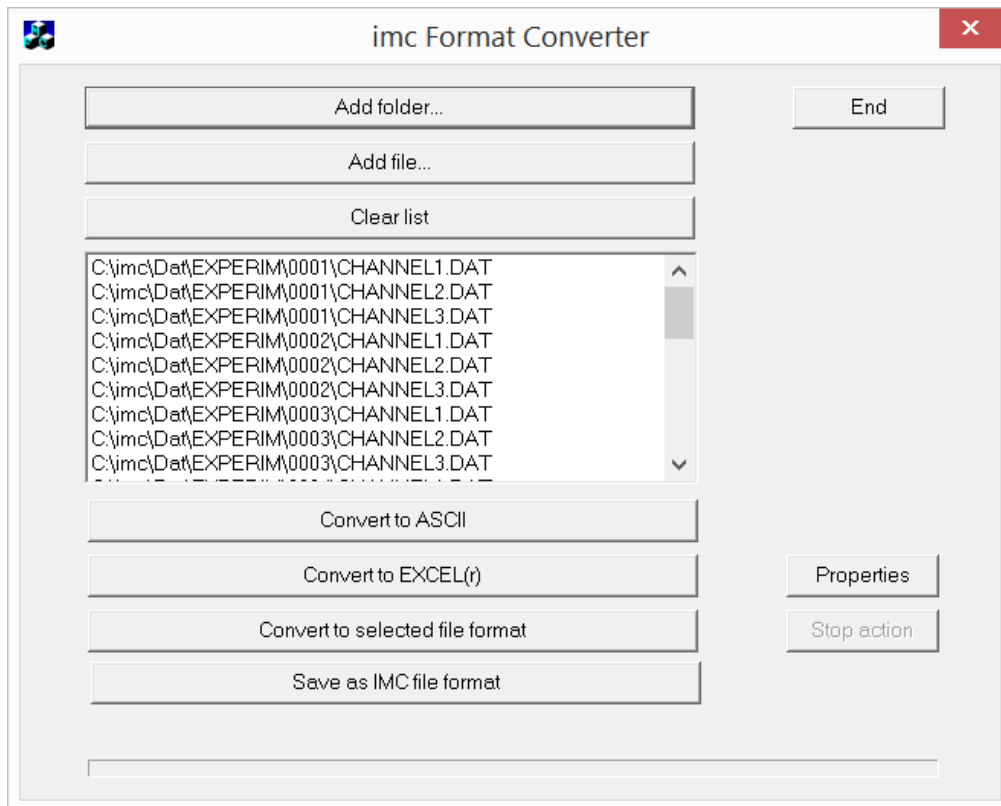 imc Format Converter
Add folder...
End
Add file...
Clear list
C:\imc\Dat\EXPERIM\0001\CHANNEL1.DAT
C:\imc\Dat\EXPERIM\0001\CHANNEL2.DAT
C:\imc\Dat\EXPERIM\0001\CHANNEL3.DAT
C:\imc\Dat\EXPERIM\0002\CHANNEL1.DAT
C:\imc\Dat\EXPERIM\0002\CHANNEL2.DAT
C:\imc\Dat\EXPERIM\0002\CHANNEL3.DAT
C:\imc\Dat\EXPERIM\0003\CHANNEL1.DAT
C:\imc\Dat\EXPERIM\0003\CHANNEL2.DAT
C:\imc\Dat\EXPERIM\0003\CHANNEL3.DAT
Convert to ASCII
Convert to EXCEL(r)
Properties
Convert to selected file format
Stop action
Save as IMC file format